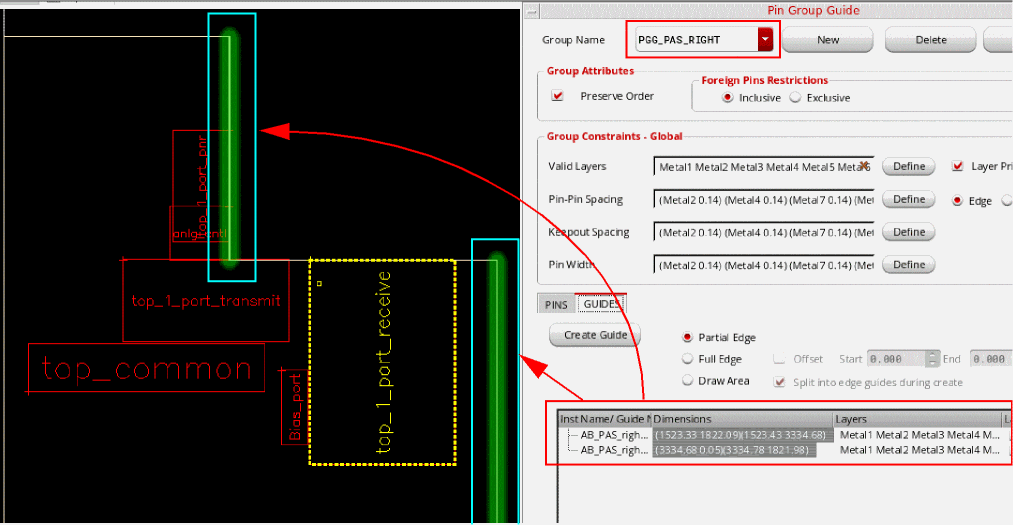 Pin Group Guide
Group Name
PGG_PAS_RIGHT
New
Delete
Group Attributes
Preserve Order
Foreign Pins Restrictions
Inclusive
Exclusive
Group Constraints - Global
Valid Layers
Metal1 Metal2 Metal3 Metal4 Metal5
Define
Layer Pri
Pin-Pin Spacing
(Metal2 0.14) (Metal4 0.14) (Metal7 0.14) (Met
Define
Edge
Keepout Spacing
(Metal2 0.14) (Metal4 0.14) (Metal7 0.14) (Met
Define
Pin Width
(Metal2 0.14) (Metal4 0.14) (Metal7 0.14) (Met
Define
PINS
GUIDES
Create Guide
Partial Edge
Full Edge
Offset
Start
0.000
End
0.000
Draw Area
Split into edge guides during create
Inst Name/ Guide N
Dimensions
Layers
AB_PAS_righ... (1523.33 1822.09)(1523.43 3334.68) Metal1 Metal2 Metal3 Metal4 M...
AB_PAS_righ... (3334.68 0.05)(3334.78 1821.98) Metal1 Metal2 Metal3 Metal4 M...
top_1_port_pnr
top_1_port_transmit
top_common
Bias_port
top_1_port_receive